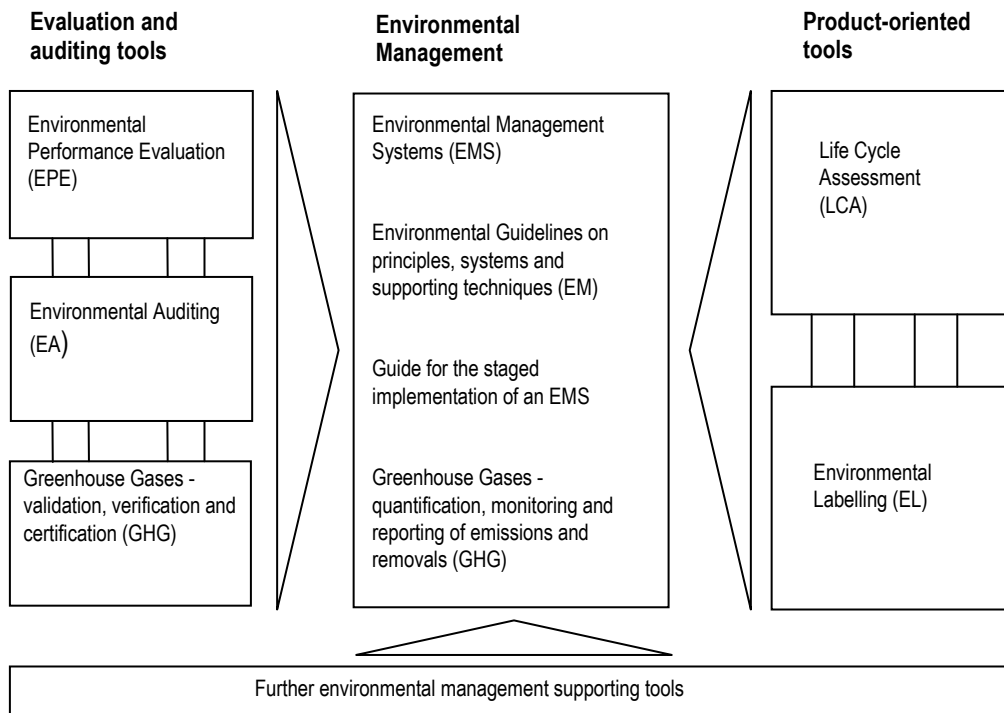 Evaluation and
auditing tools
Environmental
Performance Evaluation
(EPE)
Environmental Auditing
(EA)
Greenhouse Gases -
validation, verification and
certification (GHG)
Environmental
Management
Environmental Management
Systems (EMS)
Environmental Guidelines on
principles, systems and
supporting techniques (EM)
Guide for the staged
implementation of an EMS
Greenhouse Gases -
quantification, monitoring and
reporting of emissions and
removals (GHG)
Product-oriented
tools
Life Cycle
Assessment
(LCA)
Environmental
Labelling (EL)
Further environmental management supporting tools